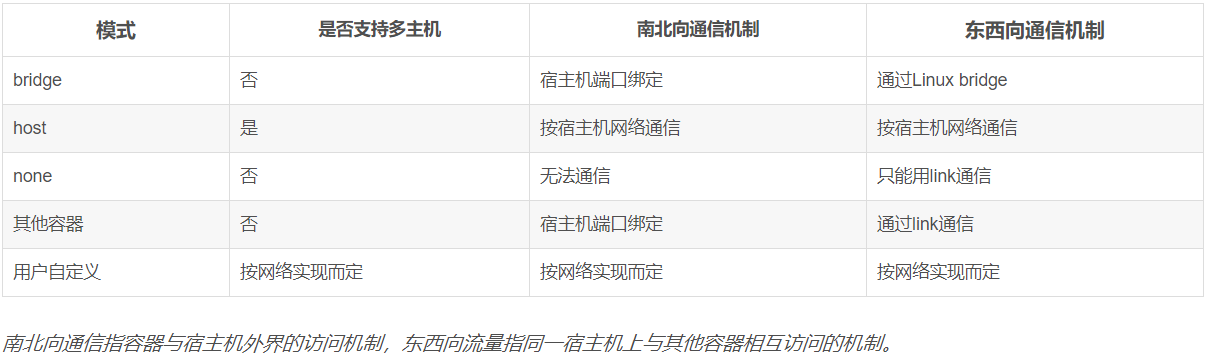 模式 是否支持多主机 南北向通信机制 东西向通信机制
bridge 否 宿主机端口绑定 通过Linux bridge
host 是 按宿主机网络通信 按宿主机网络通信
none 否 无法通信 只能用link通信
其他容器 否 宿主机端口绑定 通过link通信
用户自定义 按网络实现而定 按网络实现而定 按网络实现而定
南北向通信指容器与宿主机外界的访问机制，东西向流量指同一宿主机上与其他容器相互访问的机制。